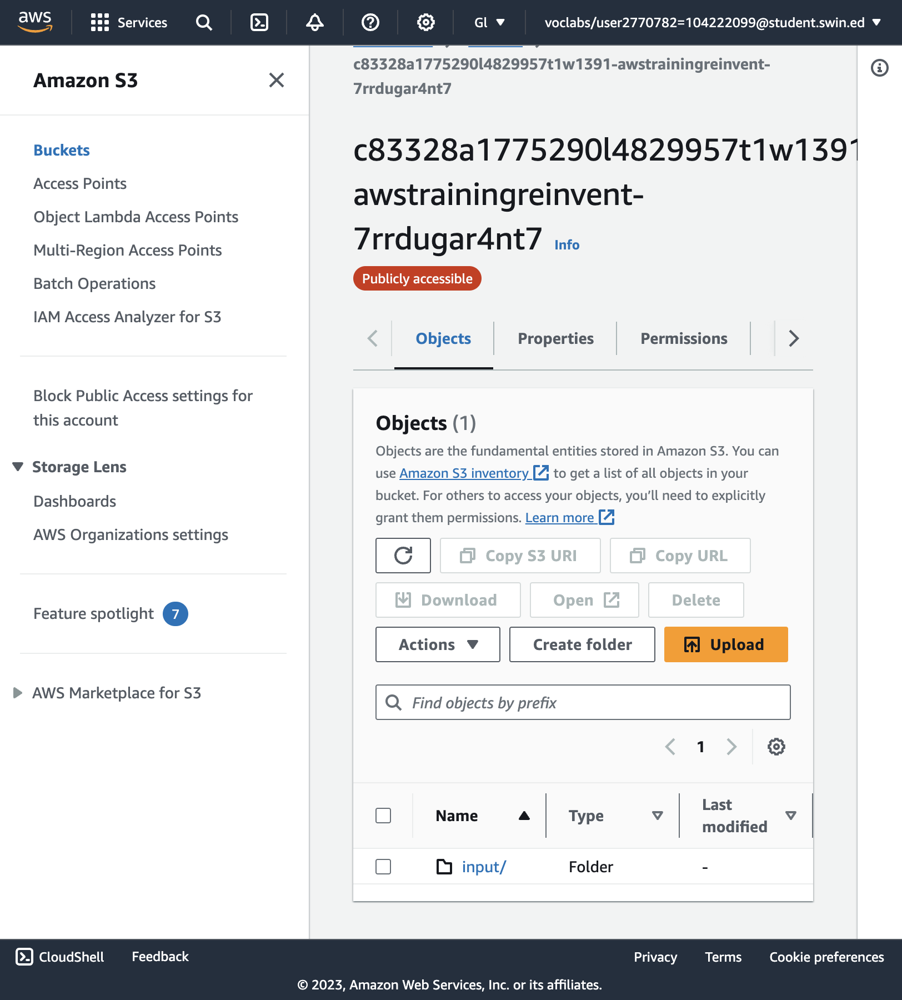 aws
Services
Gl
voclabs/user2770782=104222099@student.swin.ed
Amazon S3
Buckets
Access Points
Object Lambda Access Points
Multi-Region Access Points
Batch Operations
IAM Access Analyzer for S3
Block Public Access settings for
this account
Storage Lens
Dashboards
AWS Organizations settings
Feature spotlight 7
AWS Marketplace for S3
c83328a1775290l4829957t1w1391-awstrainingreinvent-
7rrdugar4nt7
c83328a1775290l4829957t1w1391
awstrainingreinvent-
7rrdugar4nt7 Info
Publicly accessible
Objects
Properties
Permissions
Objects (1)
Objects are the fundamental entities stored in Amazon S3. You can
use Amazon S3 inventory to get a list of all objects in your
bucket. For others to access your objects, you’ll need to explicitly
grant them permissions. Learn more
Copy S3 URI
Copy URL
Download
Open
Delete
Actions
Create folder
Upload
Find objects by prefix
1
Name
Type
Last
modified
input/
Folder
-
CloudShell
Feedback
Privacy
Terms
Cookie preferences
© 2023, Amazon Web Services, Inc. or its affiliates.